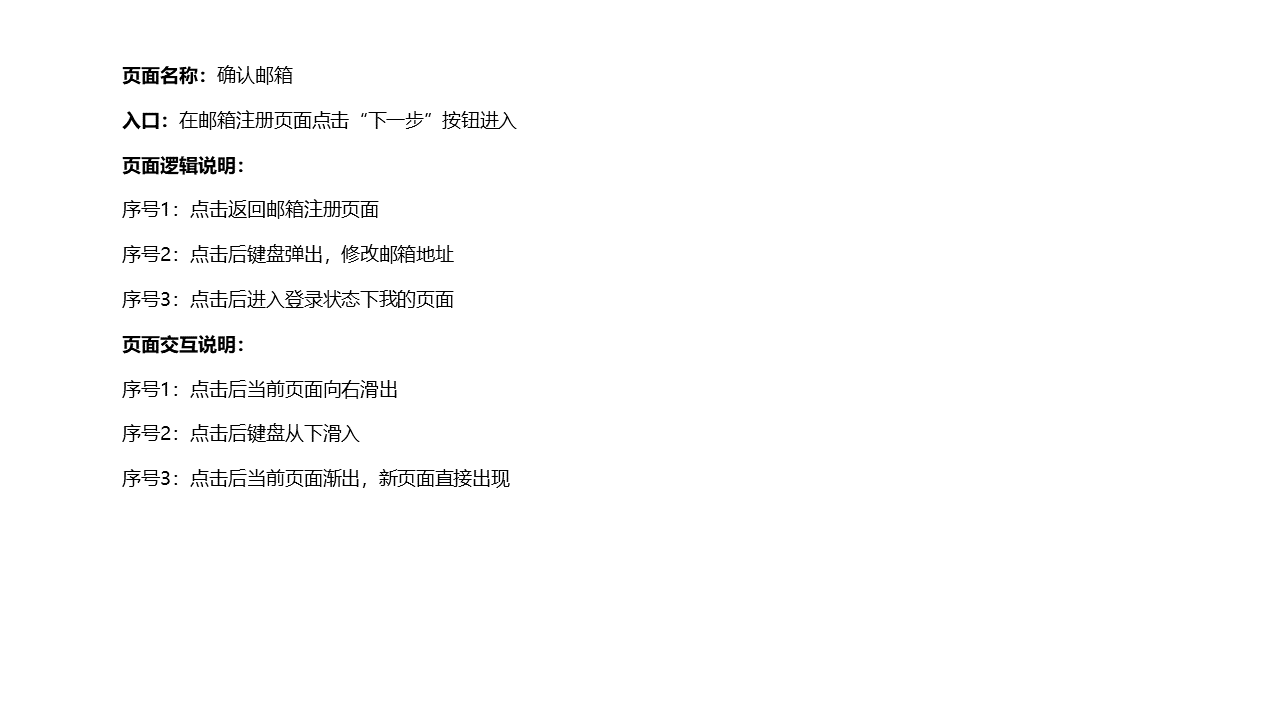 页面名称：确认邮箱
入口：在邮箱注册页面点击“下一步”按钮进入
页面逻辑说明：
序号1：点击返回邮箱注册页面
序号2：点击后键盘弹出，修改邮箱地址
序号3：点击后进入登录状态下我的页面
页面交互说明：
序号1：点击后当前页面向右滑出
序号2：点击后键盘从下滑入
序号3：点击后当前页面渐出，新页面直接出现